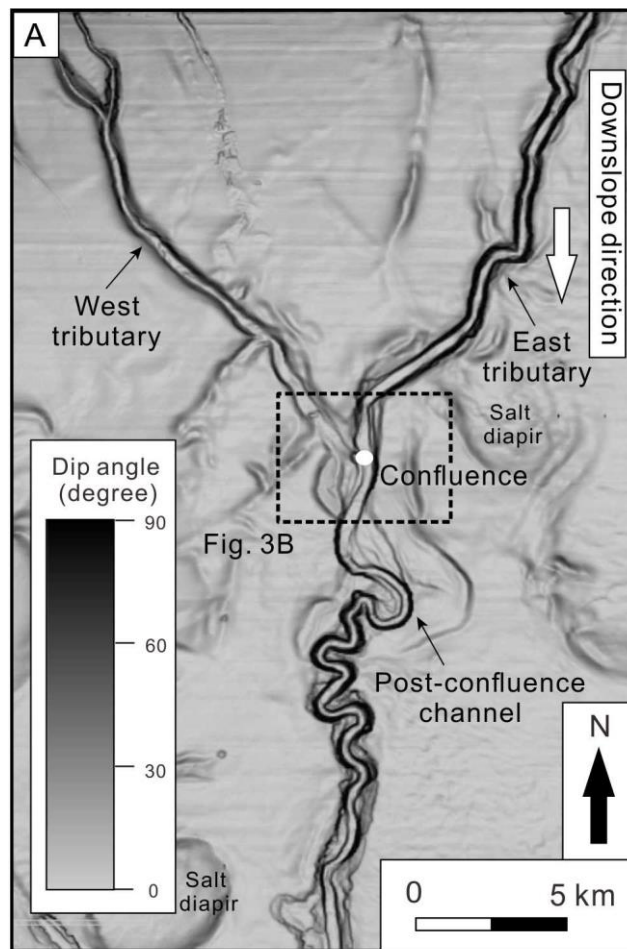 A
Downslope direction
West
tributary
East
tributary
Salt
diapir
Dip angle
(degree)
90
60
30
0
Confluence
Fig. 3B
Post-confluence
channel
N
Salt
diapir
0 5 km